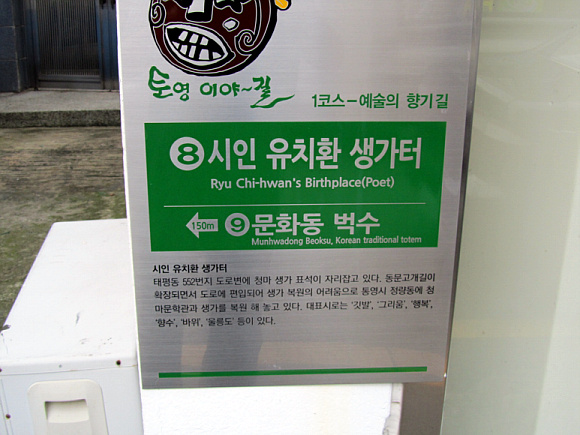 토영 이야~길
1코스-예술의 향기길
8 시인 유치환 생가터
Ryu Chi-hwan's Birthplace(Poet)
150m 9 문화동 벅수
Munhwadong Beoksu, Korean traditional totem
시인 유치환 생가터
태평동 552번지 도로변에 청마 생가 표석이 자리잡고 있다. 동문고개길이
확장되면서 도로에 편입되어 생가 복원의 어려움으로 통영시 정량동에 청
마문학관과 생가를 복원 해 놓고 있다. 대표시로는 '깃발', '그리움', '행복',
'향수', '바위', '울릉도' 등이 있다.